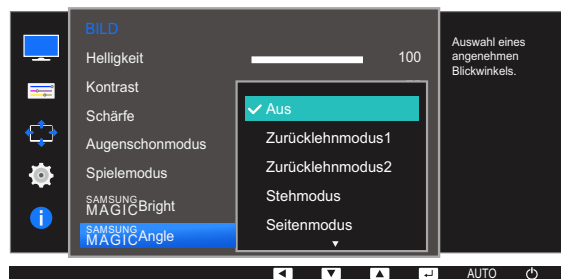 BILD
Helligkeit 100
Kontrast
Schärfe
Augenschonmodus
Spielemodus
SAMSUNG
MAGICBright
SAMSUNG
MAGICAngle
Aus
Zurücklehnmodus1
Zurücklehnmodus2
Stehmodus
Seitenmodus
Auswahl eines
angenehmen
Blickwinkels.
AUTO